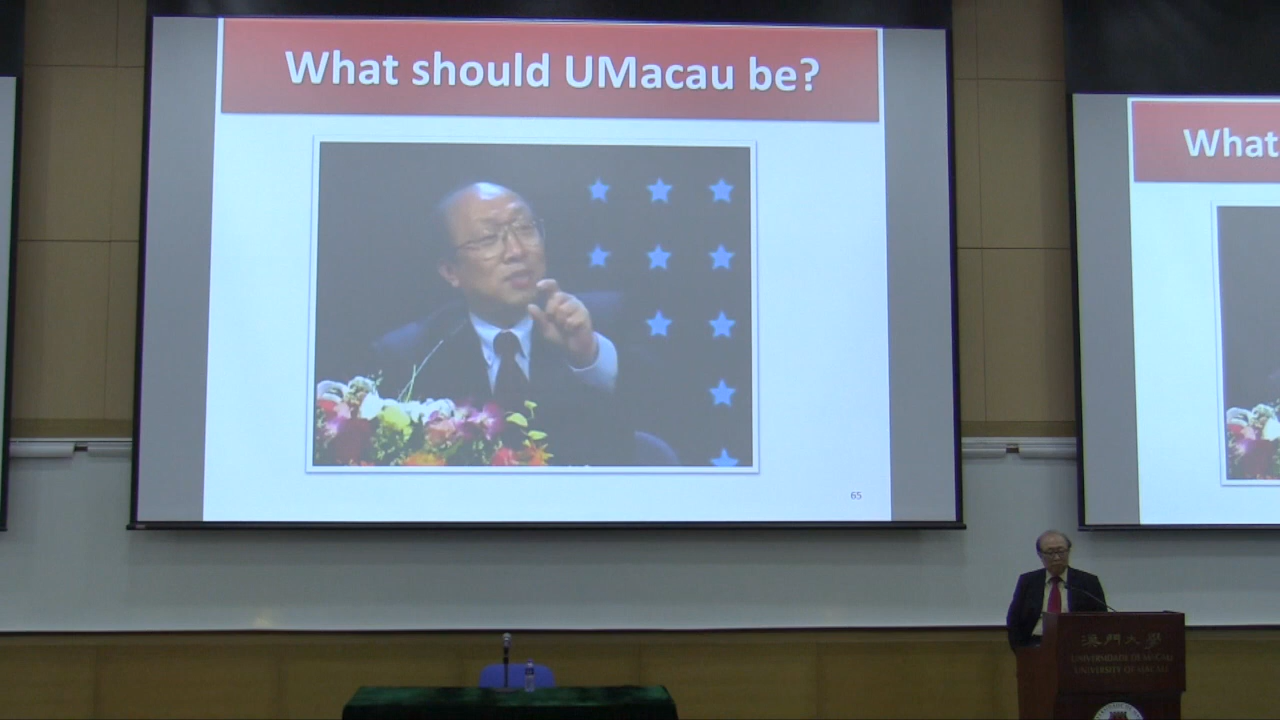 What should UMacau be?
65
What
澳門大學
UNIVERSIDADE DE MACAU
UNIVERSITY OF MACAU